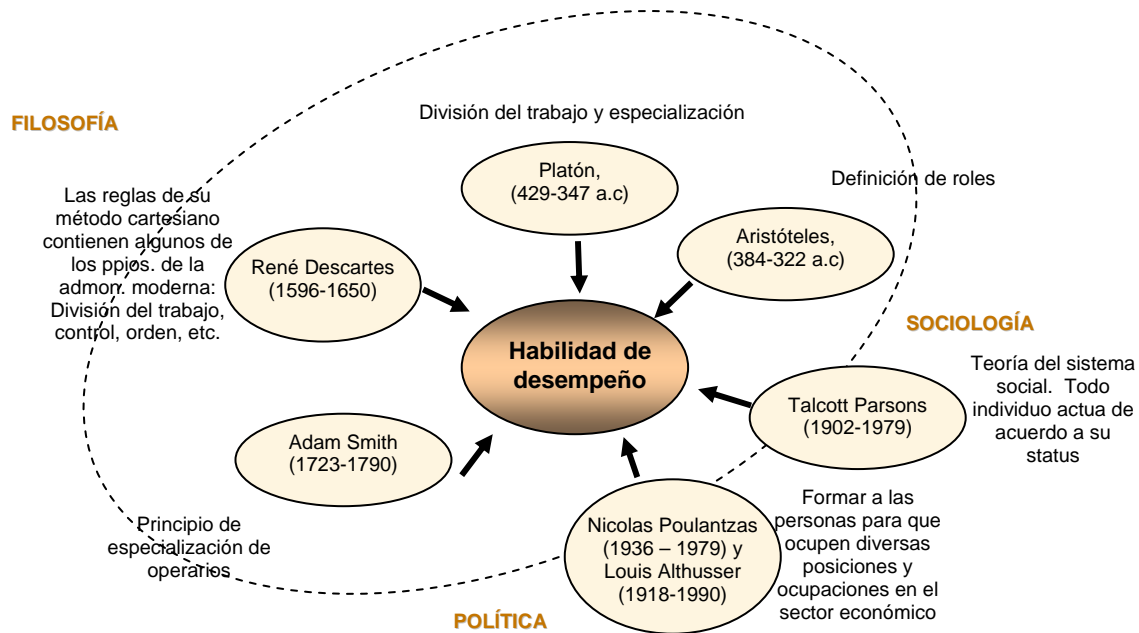 FILOSOFÍA
División del trabajo y especialización
Platón,
(429-347 a.c)
Definición de roles
Aristóteles,
(384-322 a.c)
Las reglas de su
método cartesiano
contienen algunos de
los ppios. de la
admon. moderna:
División del trabajo,
control, orden, etc.
René Descartes
(1596-1650)
Habilidad de
desempeño
SOCIOLOGÍA
Teoría del sistema
social. Todo
individuo actua de
acuerdo a su
status
Talcott Parsons
(1902-1979)
Adam Smith
(1723-1790)
Principio de
especialización de
operarios
Nicolas Poulantzas
(1936 – 1979) y
Louis Althusser
(1918-1990)
Formar a las
personas para que
ocupen diversas
posiciones y
ocupaciones en el
sector económico
POLÍTICA